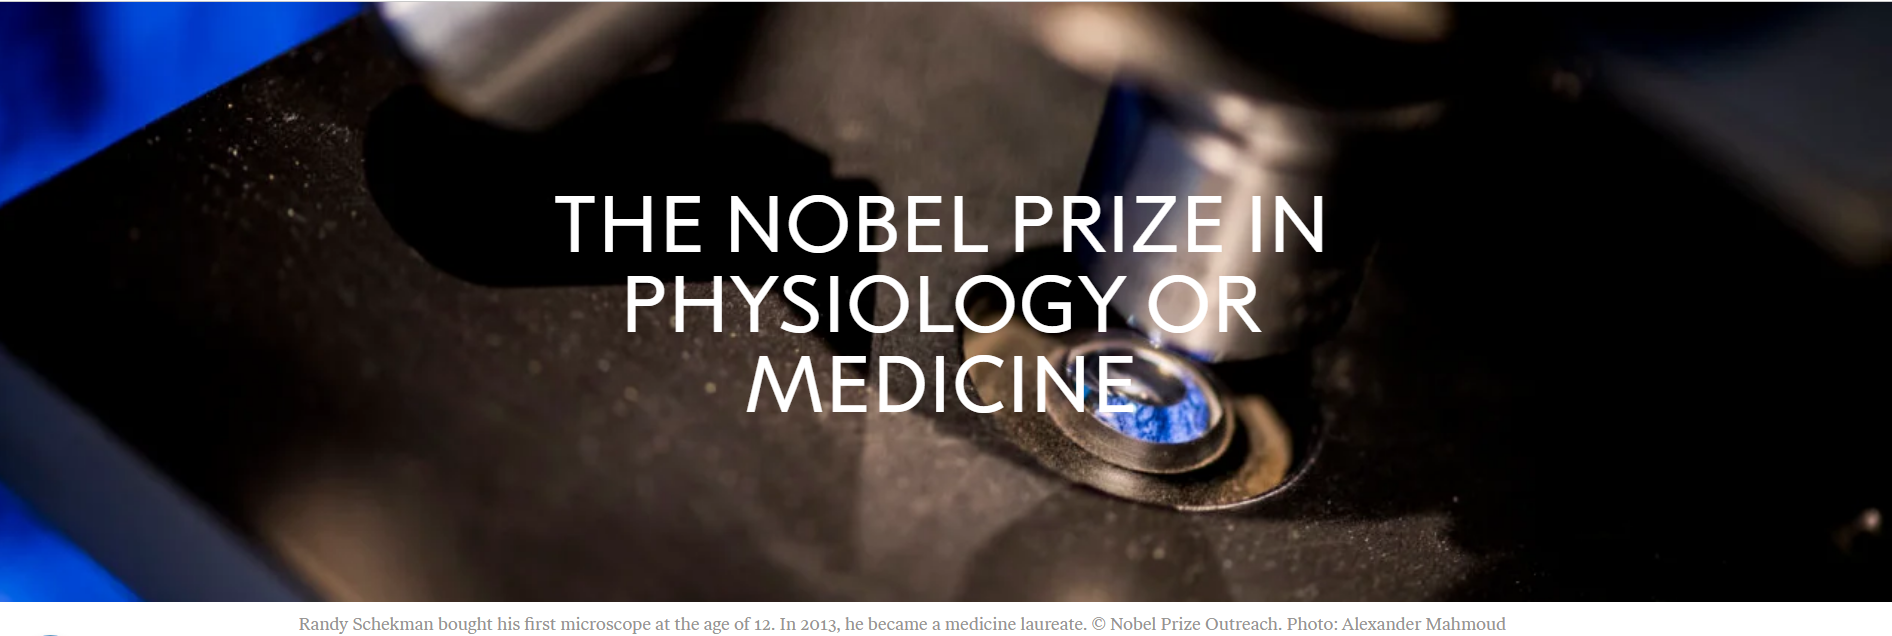 THE NOBEL PRIZE IN
PHYSIOLOGY OR
MEDICINE
Randy Schekman bought his first microscope at the age of 12. In 2013, he became a medicine laureate. © Nobel Prize Outreach. Photo: Alexander Mahmoud